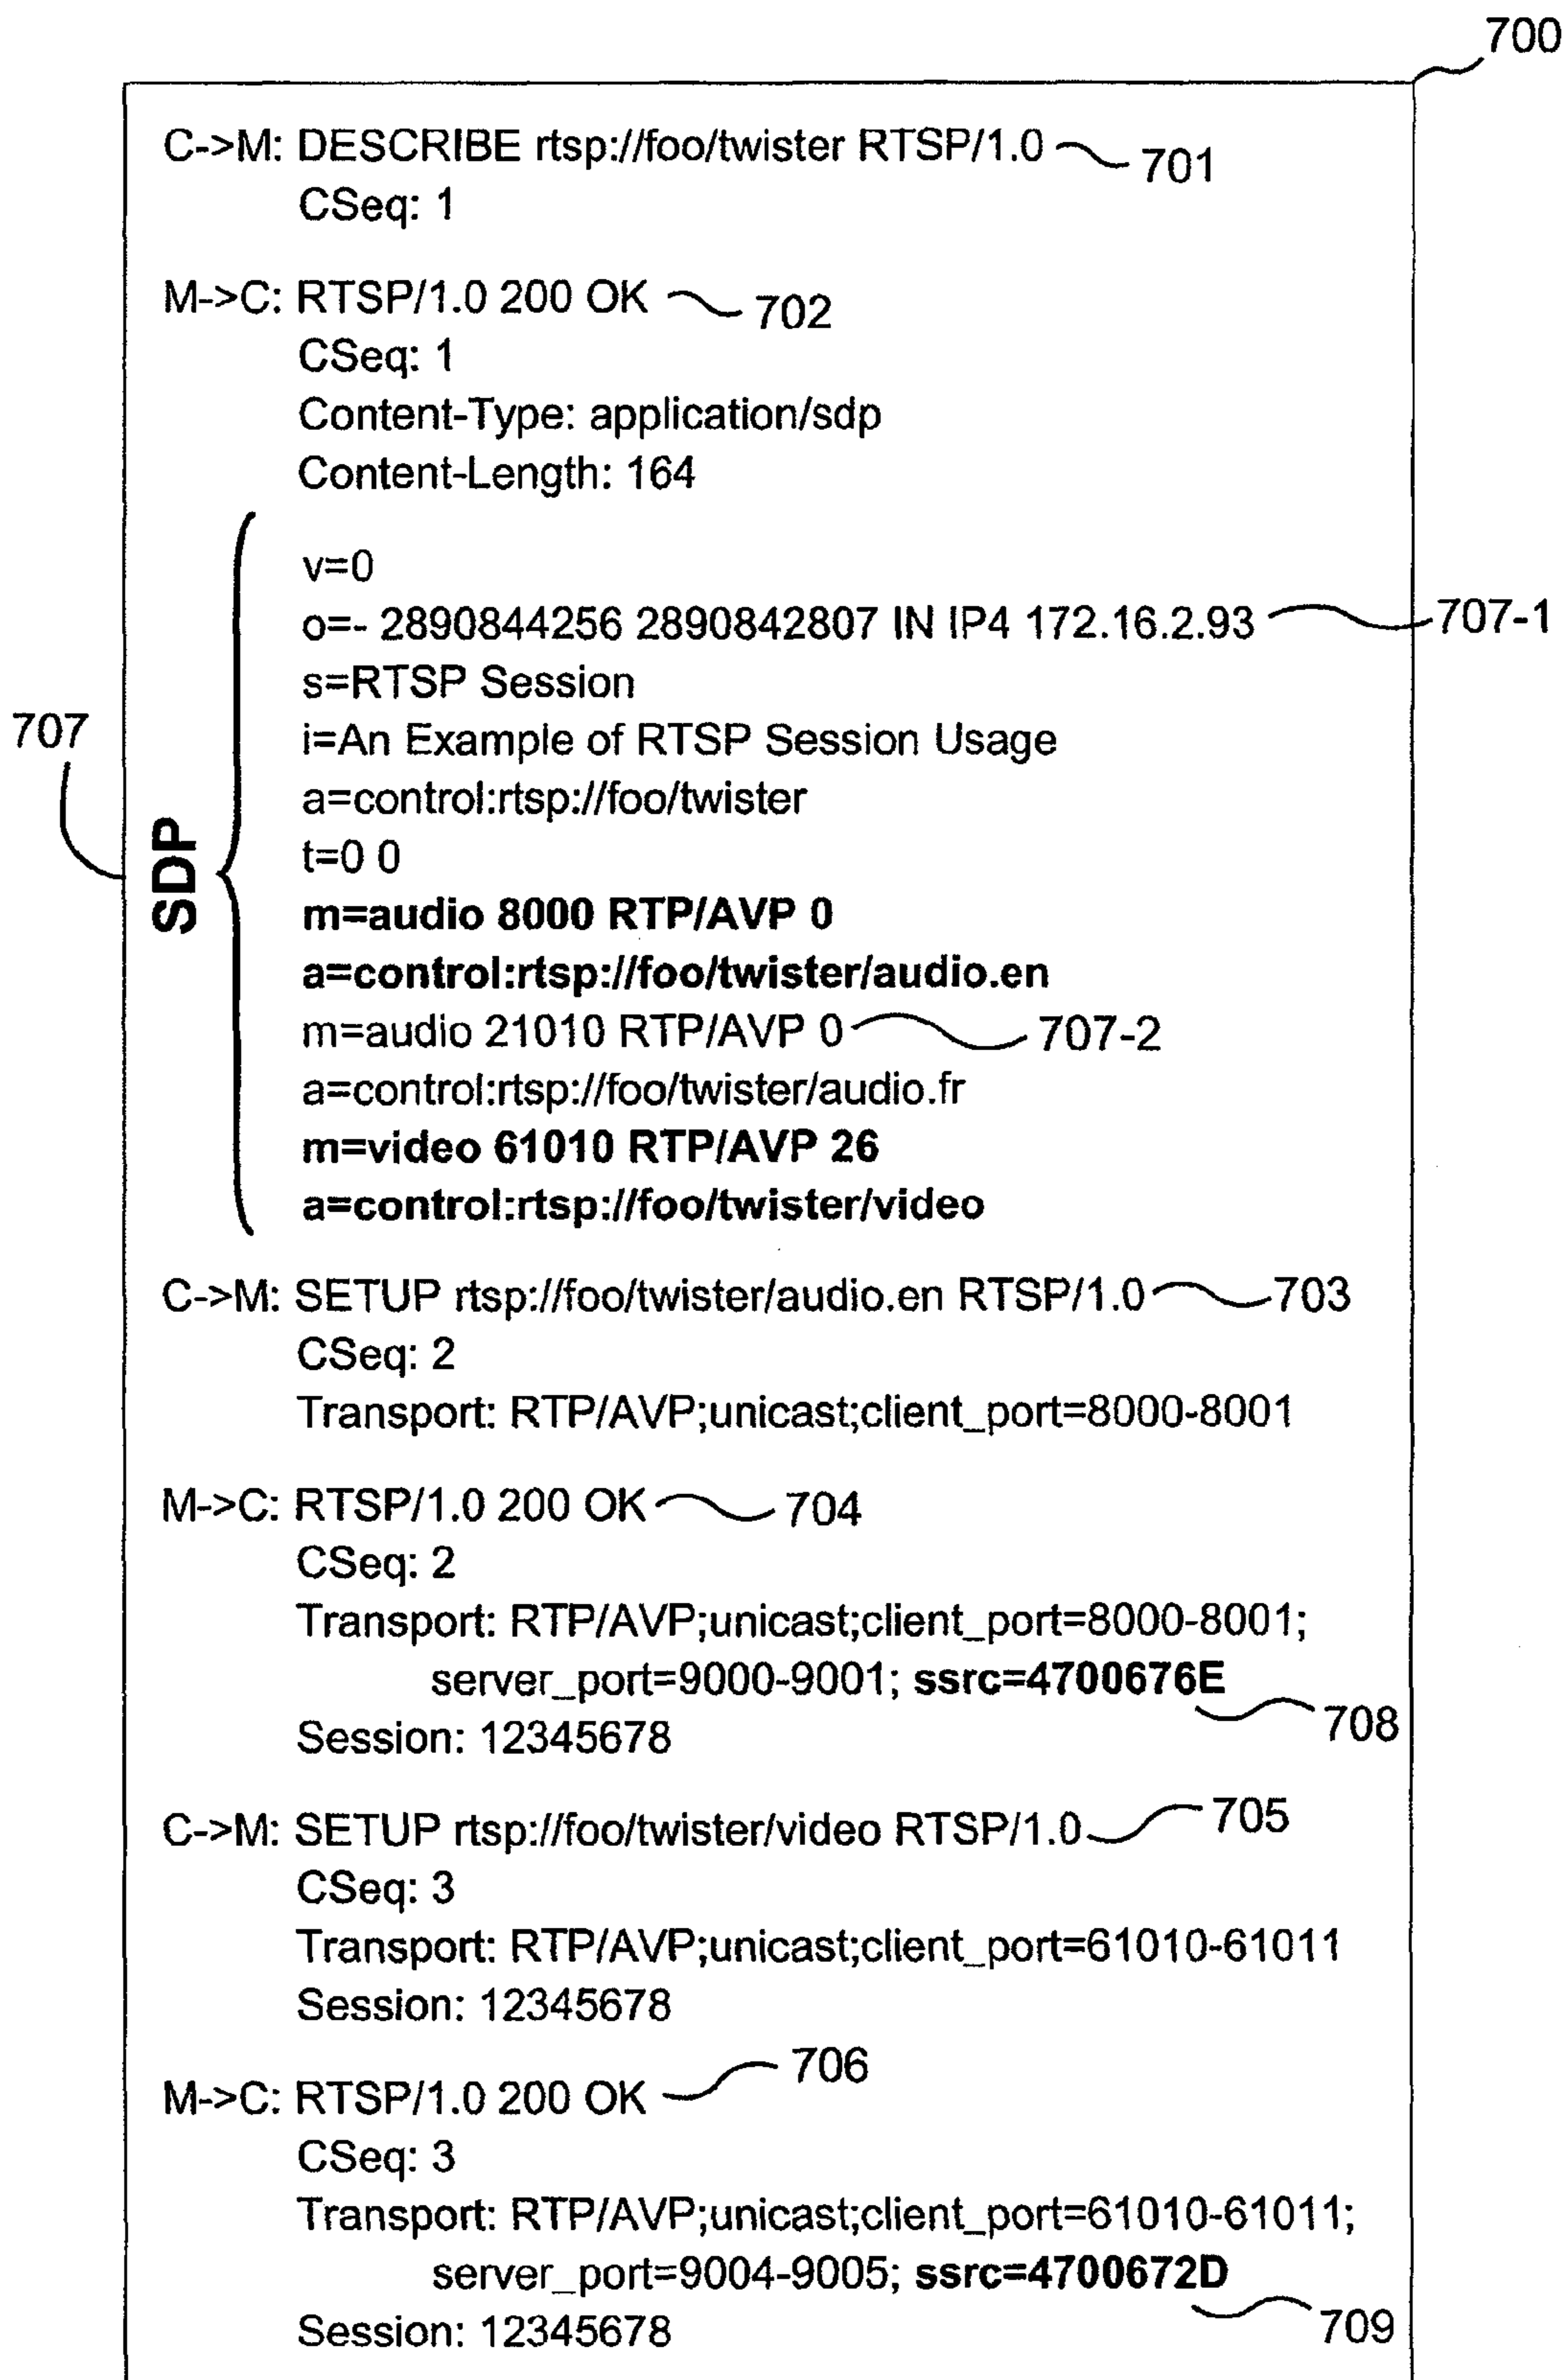 700
C->M: DESCRIBE rtsp://foo/twister RTSP/1.0 701
CSeq: 1
M->C: RTSP/1.0 200 OK 702
CSeq: 1
Content-Type: application/sdp
Content-Length: 164
v=0
o=- 2890844256 2890842807 IN IP4 172.16.2.93 707-1
s=RTSP Session
707
i=An Example of RTSP Session Usage
a=control:rtsp://foo/twister
SDP
t=0 0
m=audio 8000 RTP/AVP 0
a=control:rtsp://foo/twister/audio.en
m=audio 21010 RTP/AVP 0 707-2
a=control:rtsp://foo/twister/audio.fr
m=video 61010 RTP/AVP 26
a=control:rtsp://foo/twister/video
C->M: SETUP rtsp://foo/twister/audio.en RTSP/1.0 703
CSeq: 2
Transport: RTP/AVP;unicast;client_port=8000-8001
M->C: RTSP/1.0 200 OK 704
CSeq: 2
Transport: RTP/AVP;unicast;client_port=8000-8001;
server_port=9000-9001; ssrc=4700676E
708
Session: 12345678
C->M: SETUP rtsp://foo/twister/video RTSP/1.0 705
CSeq: 3
Transport: RTP/AVP;unicast;client_port=61010-61011
Session: 12345678
M->C: RTSP/1.0 200 OK 706
CSeq: 3
Transport: RTP/AVP;unicast;client_port=61010-61011;
server_port=9004-9005; ssrc=4700672D
Session: 12345678 709